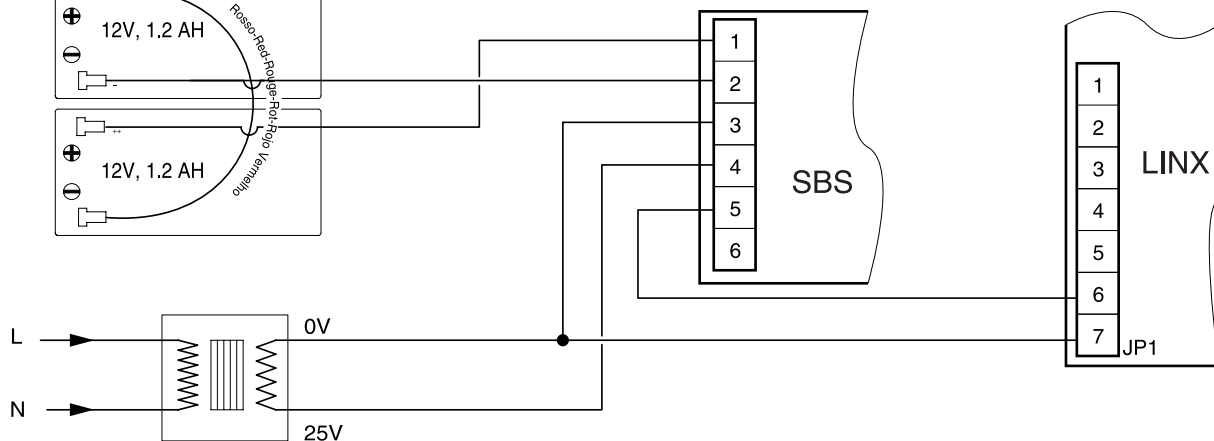 12V, 1.2 AH
-
Rosso-Red-Rouge-Rot-Rojo Vermelho
++
12V, 1.2 AH
1
2
3
4
5
6
SBS
1
2
3
4
5
6
7
LINX
JP1
L
N
0V
25V